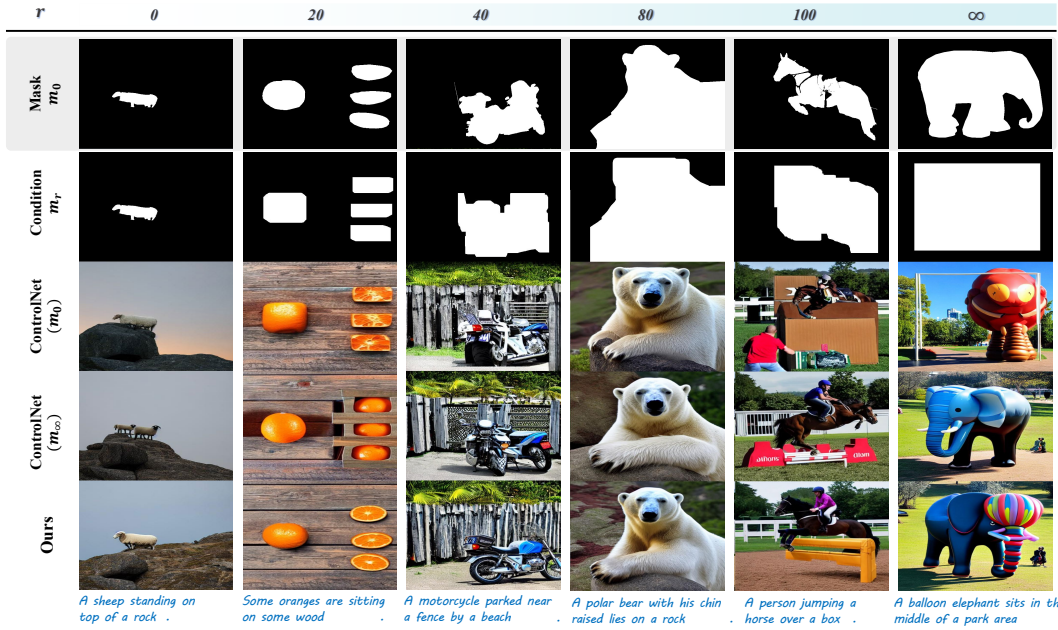 r 0 20 40 80 100 ∞
Mask
m₀
Condition
mᵣ
ControlNet
(m₀)
ControlNet
(m∞)
Ours
A sheep standing on
top of a rock .
Some oranges are sitting
on some wood .
A motorcycle parked near
a fence by a beach .
A polar bear with his chin
raised lies on a rock .
A person jumping a
horse over a box .
A balloon elephant sits in th
middle of a park area